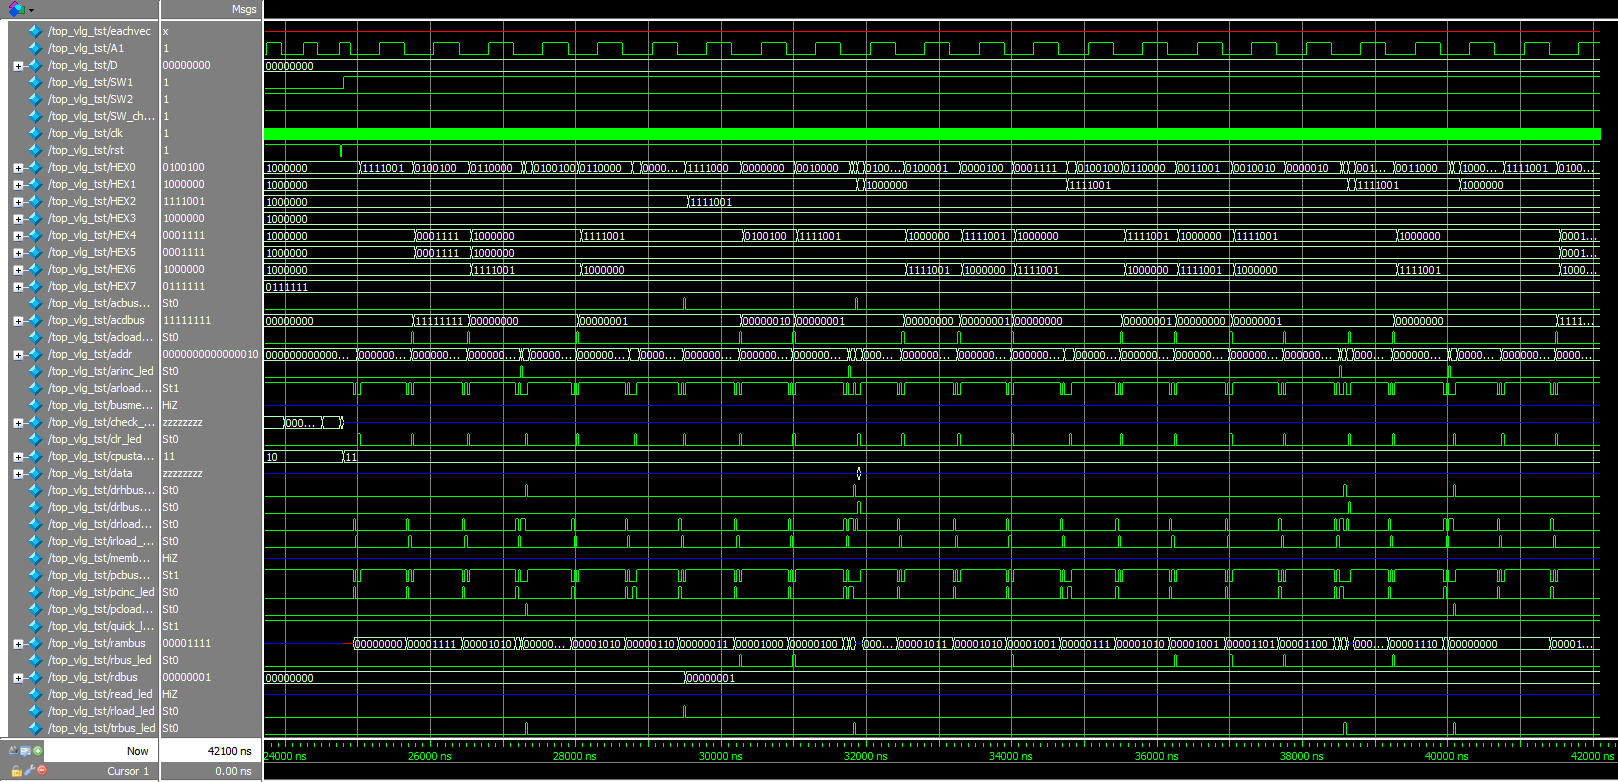 Msgs
/top_vlg_tst/eachvec x
/top_vlg_tst/A1 1
/top_vlg_tst/D 00000000 00000000
/top_vlg_tst/SW1 1
/top_vlg_tst/SW2 1
/top_vlg_tst/SW_ch... 1
/top_vlg_tst/clk 1
/top_vlg_tst/rst 1
/top_vlg_tst/HEX0 0100100 1000000 1111001 0100100 0110000 0100100 0110000 0000... 1111000 0000000 0010000 0100... 0100001 0000100 0001111 0100100 0110000 0011001 0010010 0000010 001... 0011000 1000... 1111001 0100...
/top_vlg_tst/HEX1 1000000 1000000 1000000 1111001 1111001 1000000
/top_vlg_tst/HEX2 1111001 1000000 1111001
/top_vlg_tst/HEX3 1000000 1000000
/top_vlg_tst/HEX4 0001111 1000000 0001111 1000000 1111001 0100100 1111001 1000000 1111001 1000000 1111001 1000000 1111001 1000000 0001...
/top_vlg_tst/HEX5 0001111 1000000 0001111 1000000 0001...
/top_vlg_tst/HEX6 1000000 1000000 1111001 1000000 1111001 1000000 1111001 1000000 1111001 1000000 1111001 1000...
/top_vlg_tst/HEX7 0111111 0111111
/top_vlg_tst/acbus... St0
/top_vlg_tst/acdbus 11111111 00000000 11111111 00000000 00000001 00000010 00000001 00000000 00000001 00000000 00000001 00000000 00000001 00000000 1111...
/top_vlg_tst/acload... St0
/top_vlg_tst/addr 0000000000000010 000000000000... 000000... 000000... 000000... 000000... 000000... 0000... 000000... 000000... 000000... 000... 000000... 000000... 000000... 0000... 000000... 000000... 000000... 000000... 000... 000000... 0000... 000000... 0000...
/top_vlg_tst/arinc_led St0
/top_vlg_tst/arload... St1
/top_vlg_tst/busme... HiZ
/top_vlg_tst/check_... zzzzzzzz 000...
/top_vlg_tst/clr_led St0
/top_vlg_tst/cpusta... 11 10 11
/top_vlg_tst/data zzzzzzzz
/top_vlg_tst/drhbus... St0
/top_vlg_tst/drlbus... St0
/top_vlg_tst/drload... St0
/top_vlg_tst/irload_... St0
/top_vlg_tst/memb... HiZ
/top_vlg_tst/pcbus... St1
/top_vlg_tst/pcinc_led St0
/top_vlg_tst/pcload... St0
/top_vlg_tst/quick_l... St1
/top_vlg_tst/rambus 00001111 00000000 00001111 00001010 00000... 00001010 00000110 00000011 00001000 00000100 000... 00001011 00001010 00001001 00000111 00001010 00001001 00001101 00001100 000... 00001110 00000000 00001...
/top_vlg_tst/rbus_led St0
/top_vlg_tst/rdbus 00000001 00000000 00000001
/top_vlg_tst/read_led HiZ
/top_vlg_tst/rload_led St0
/top_vlg_tst/trbus_led St0
Now 42100 ns 24000 ns 26000 ns 28000 ns 30000 ns 32000 ns 34000 ns 36000 ns 38000 ns 40000 ns 42000 ns
Cursor 1 0.00 ns